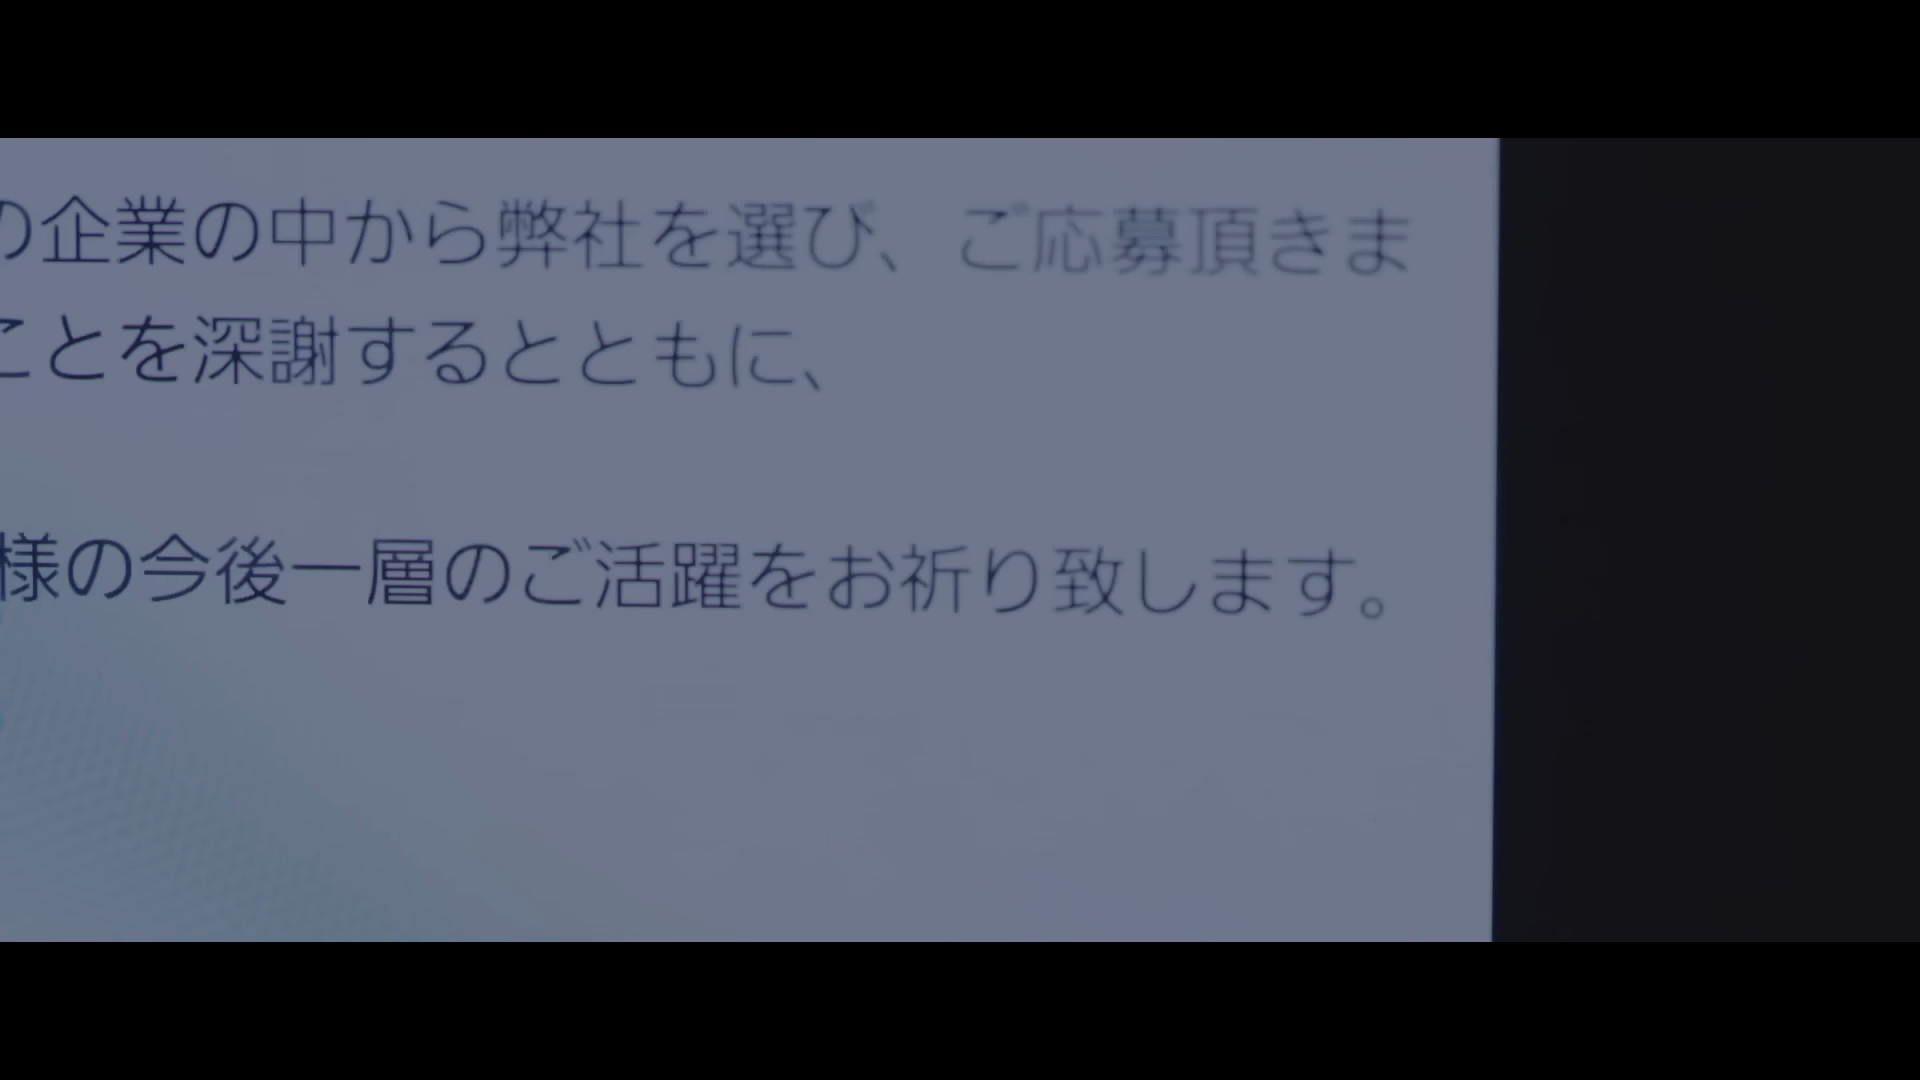 の企業の中から弊社を選び、ご応募頂きま
ことを深謝するとともに、
様の今後一層のご活躍をお祈り致します。